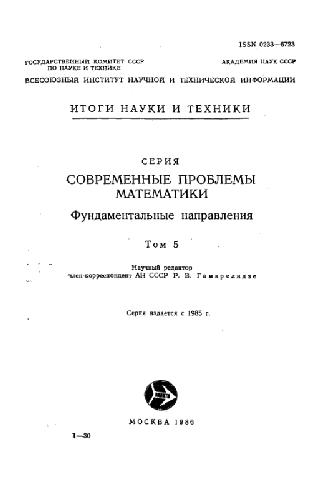 ISSN 0233—6723
ГОСУДАРСТВЕННЫЙ КОМИТЕТ СССР
ПО НАУКЕ И ТЕХНИКЕ
АКАДЕМИЯ НАУК СССР
ВСЕСОЮЗНЫЙ ИНСТИТУТ НАУЧНОЙ И ТЕХНИЧЕСКОЙ ИНФОРМАЦИИ
ИТОГИ НАУКИ И ТЕХНИКИ
СЕРИЯ
СОВРЕМЕННЫЕ ПРОБЛЕМЫ
МАТЕМАТИКИ
Фундаментальные направления
Том 5
Научный редактор
член-корреспондент АН СССР Р. В. Гамкрелидзе
Серия издается с 1985 г.
МОСКВА 1986
1—30